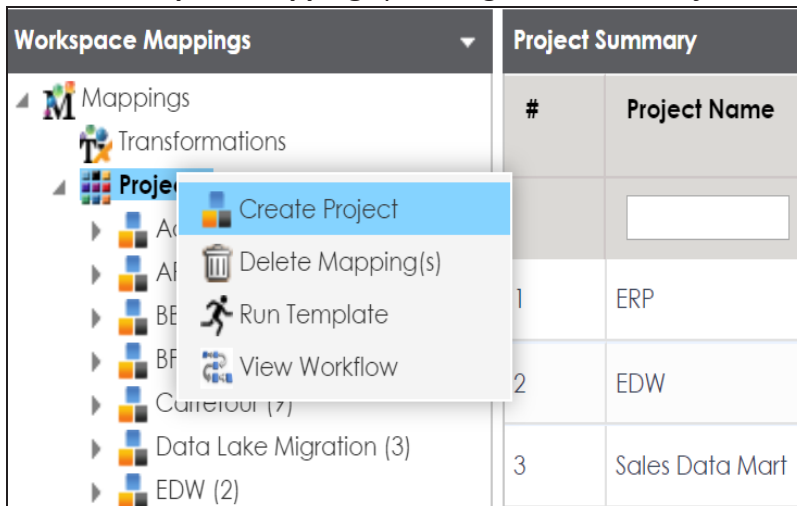 Workspace Mappings
Project Summary
Mappings
Transformations
# Project Name
Create Project
Delete Mapping(s)
Run Template
View Workflow
Data Lake Migration (3)
EDW (2)
1 ERP
2 EDW
3 Sales Data Mart